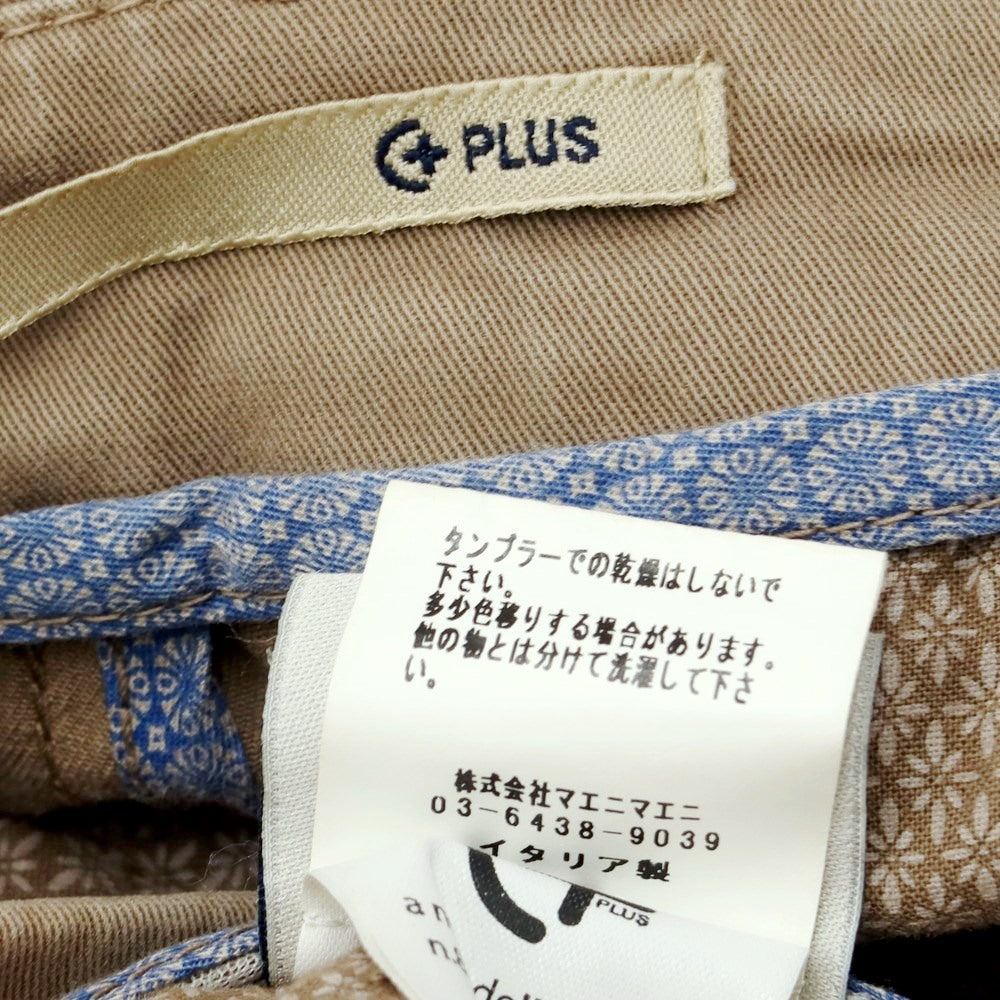 C+ PLUS
タンブラーでの乾燥はしないで
下さい。
多少色移りする場合があります。
他の物とは分けて洗濯して下さ
い。
株式会社マエニマエニ
03-6438-9039
イタリア製
PLUS